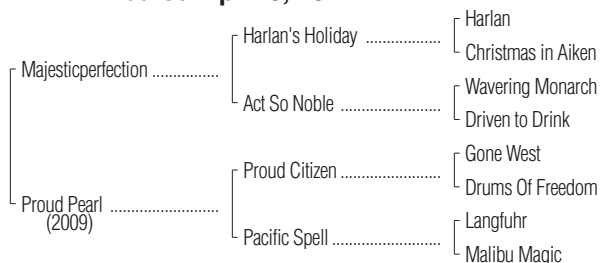 Harlan
Harlan's Holiday ..................
Christmas in Aiken
Majesticperfection ................
Wavering Monarch
Act So Noble ........................
Driven to Drink
Gone West
Proud Citizen ........................
Drums Of Freedom
Proud Pearl ..........................
(2009)
Langfuhr
Pacific Spell ..........................
Malibu Magic